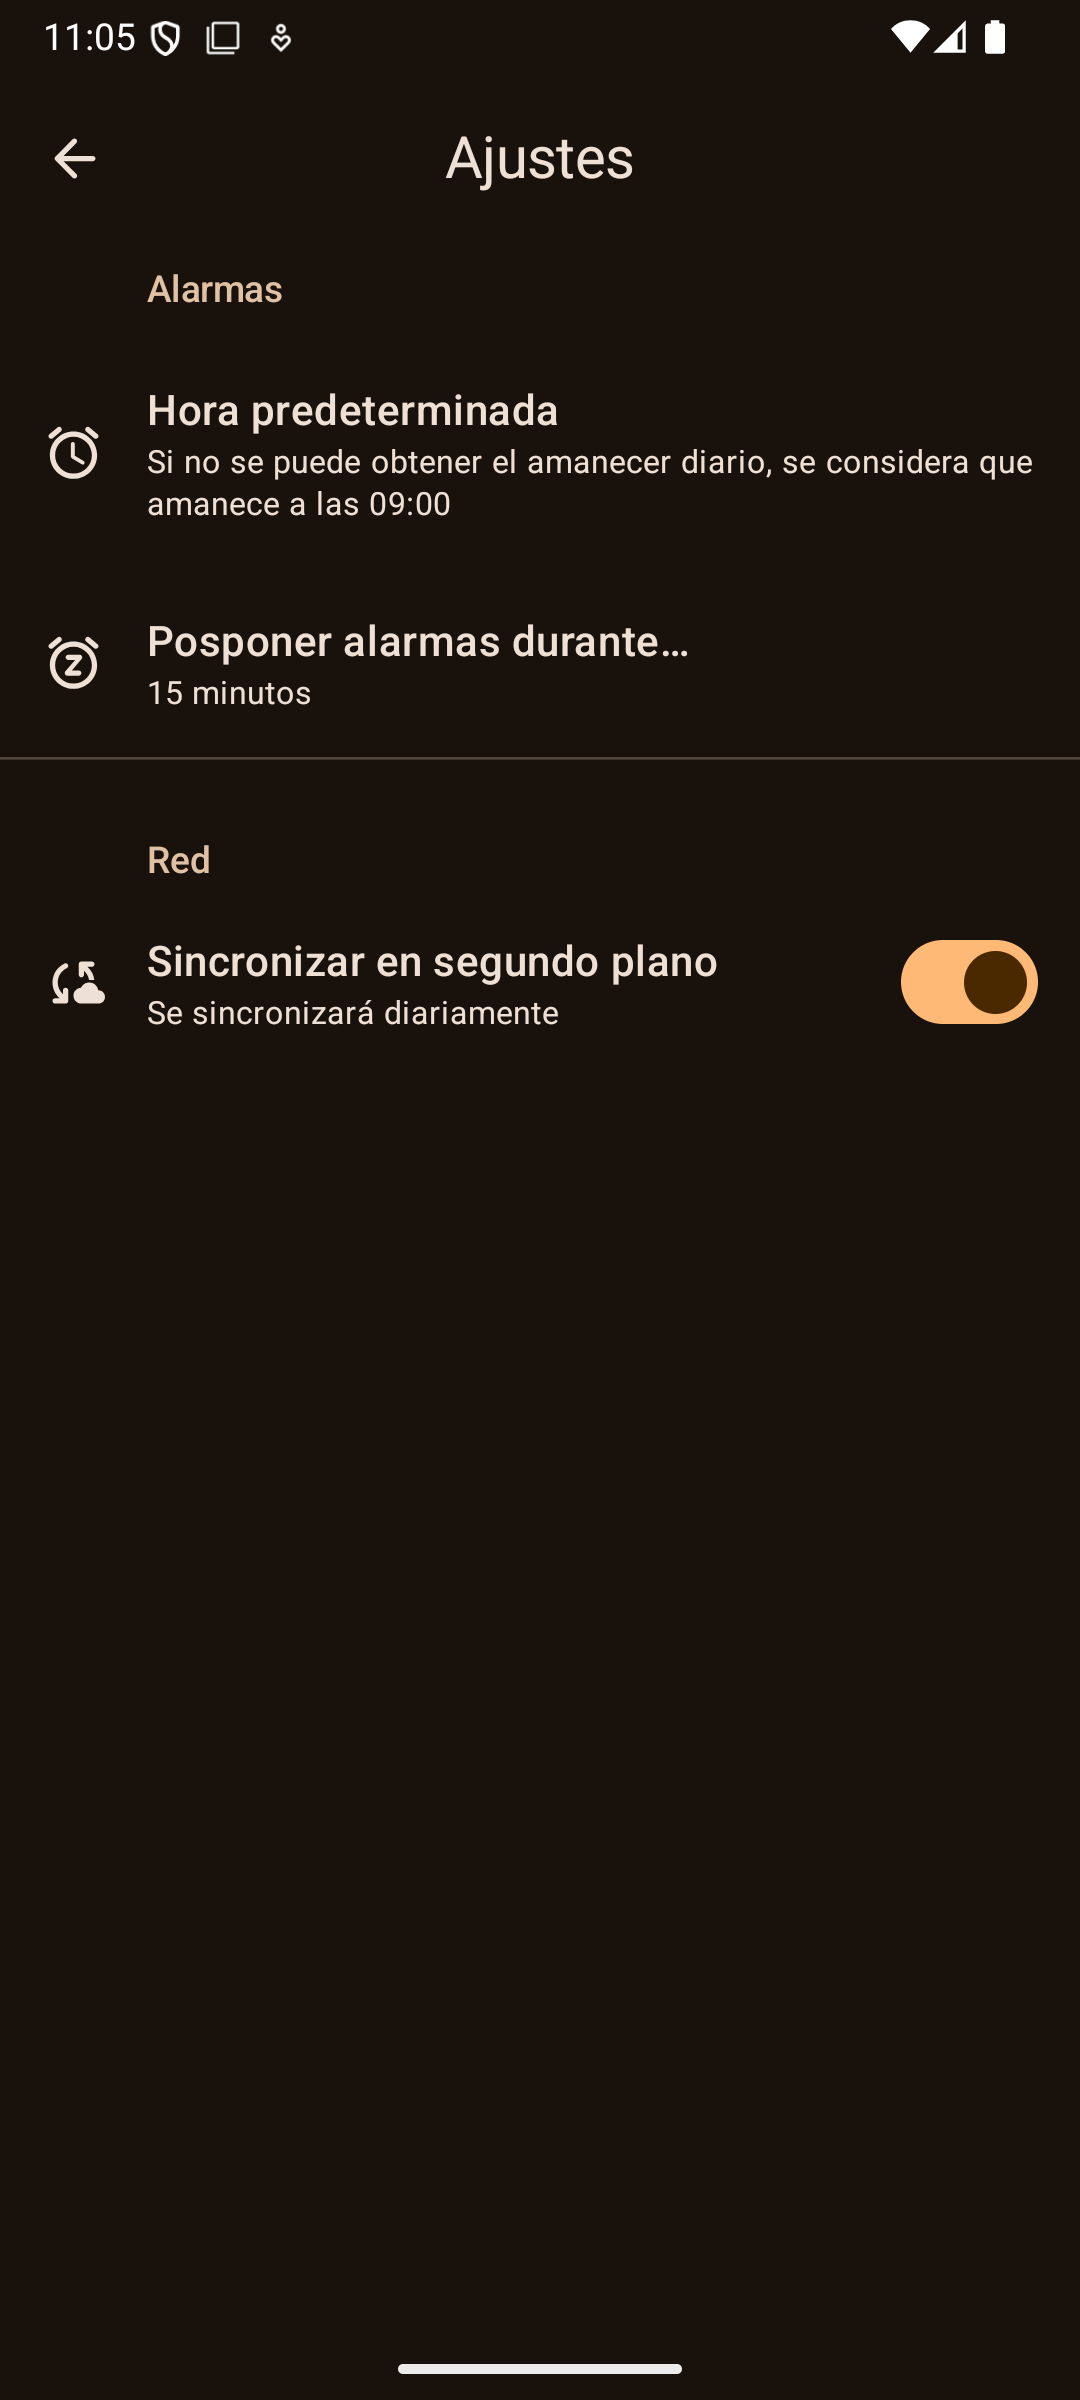 11:05
Ajustes
Alarmas
Hora predeterminada
Si no se puede obtener el amanecer diario, se considera que
amanece a las 09:00
Posponer alarmas durante…
15 minutos
Red
Sincronizar en segundo plano
Se sincronizará diariamente